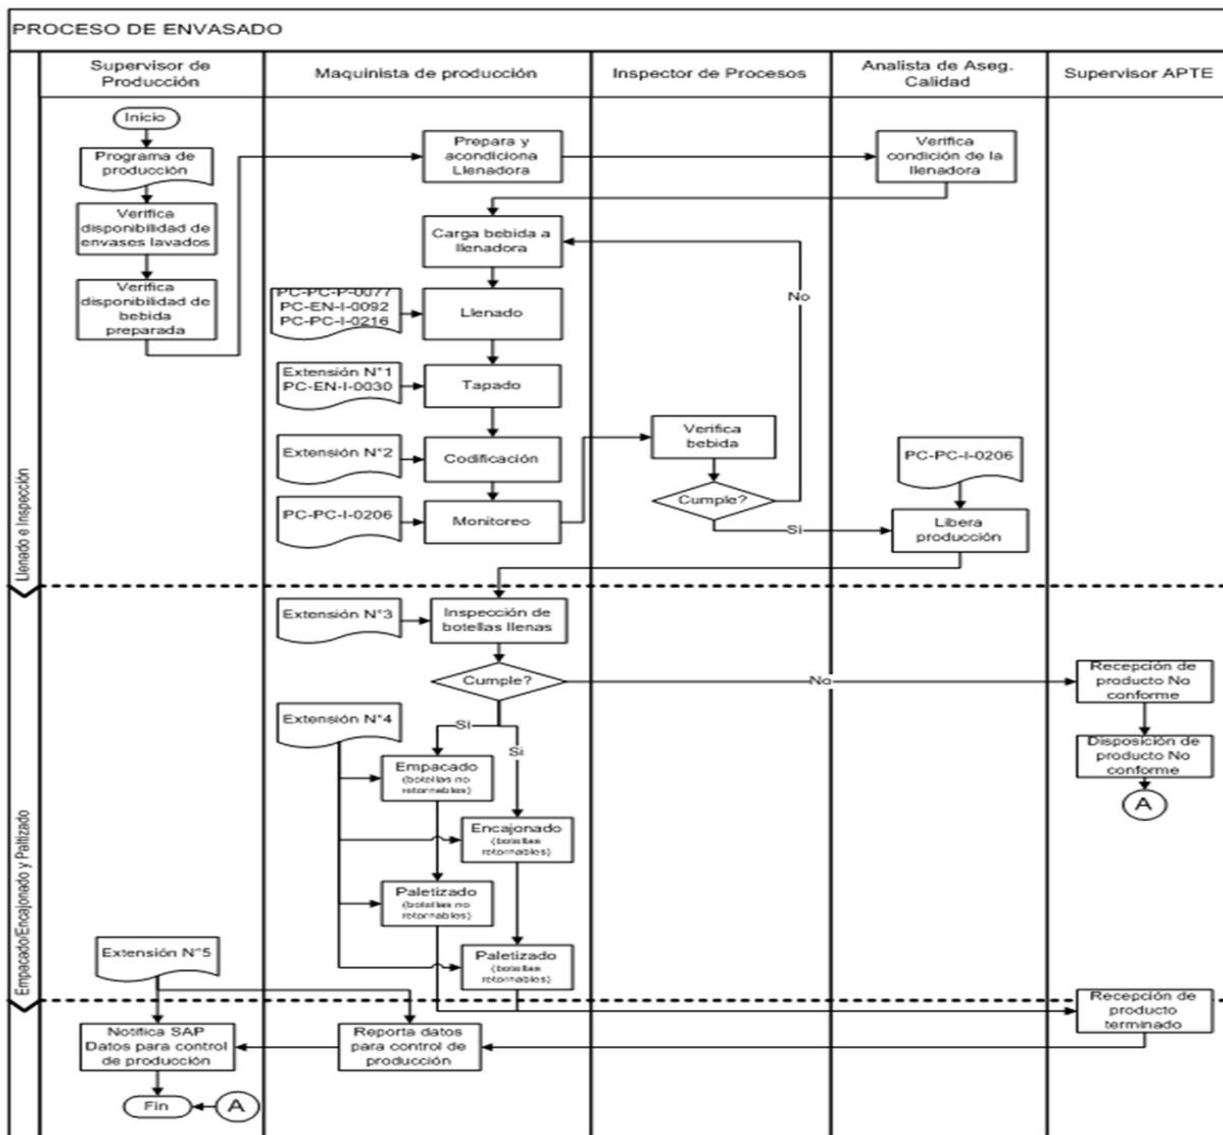 PROCESO DE ENVASADO
Supervisor de
Producción
Maquinista de producción
Inspector de Procesos
Analista de Aseg.
Calidad
Supervisor APTE
Inicio
Programa de
producción
Verifica
disponibilidad de
envases lavados
Verifica
disponibilidad de
bebida
preparada
Prepara y
acondiciona
Llenadora
Verifica
condición de la
llenadora
Carga bebida a
llenadora
No
PC-PC-P-0077
PC-EN-I-0092
PC-PC-I-0216
Llenado
Extensión N°1
PC-EN-I-0030
Tapado
Extensión N°2
Codificación
PC-PC-I-0206
Monitoreo
Verifica
bebida
Cumple?
Si
PC-PC-I-0206
Libera
producción
Llenado e Inspección
Extensión N°3
Inspección de
botellas llenas
Cumple?
No
Recepción de
producto No
conforme
Disposición de
producto No
conforme
A
Extensión N°4
Si
Si
Empacado
(botellas no
retornables)
Encajonado
(botellas
retornables)
Paletizado
(botellas no
retornables)
Paletizado
(botellas
retornables)
Empacado/Encajonado y Paltizado
Extensión N°5
Recepción de
producto
terminado
Notifica SAP
Datos para control
de producción
Reporta datos
para control de
producción
Fin
A